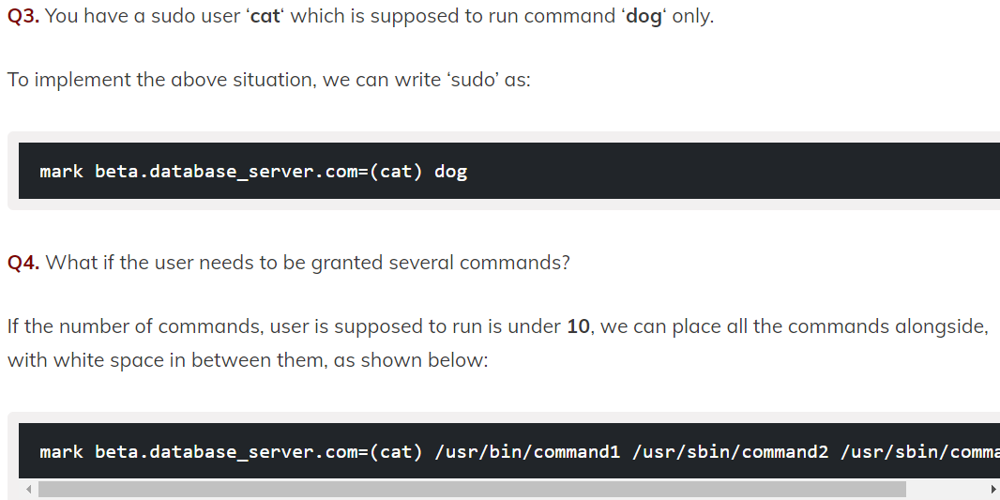 Q3. You have a sudo user ‘cat‘ which is supposed to run command ‘dog‘ only.
To implement the above situation, we can write ‘sudo’ as:
mark beta.database_server.com=(cat) dog
Q4. What if the user needs to be granted several commands?
If the number of commands, user is supposed to run is under 10, we can place all the commands alongside,
with white space in between them, as shown below:
mark beta.database_server.com=(cat) /usr/bin/command1 /usr/sbin/command2 /usr/sbin/comma